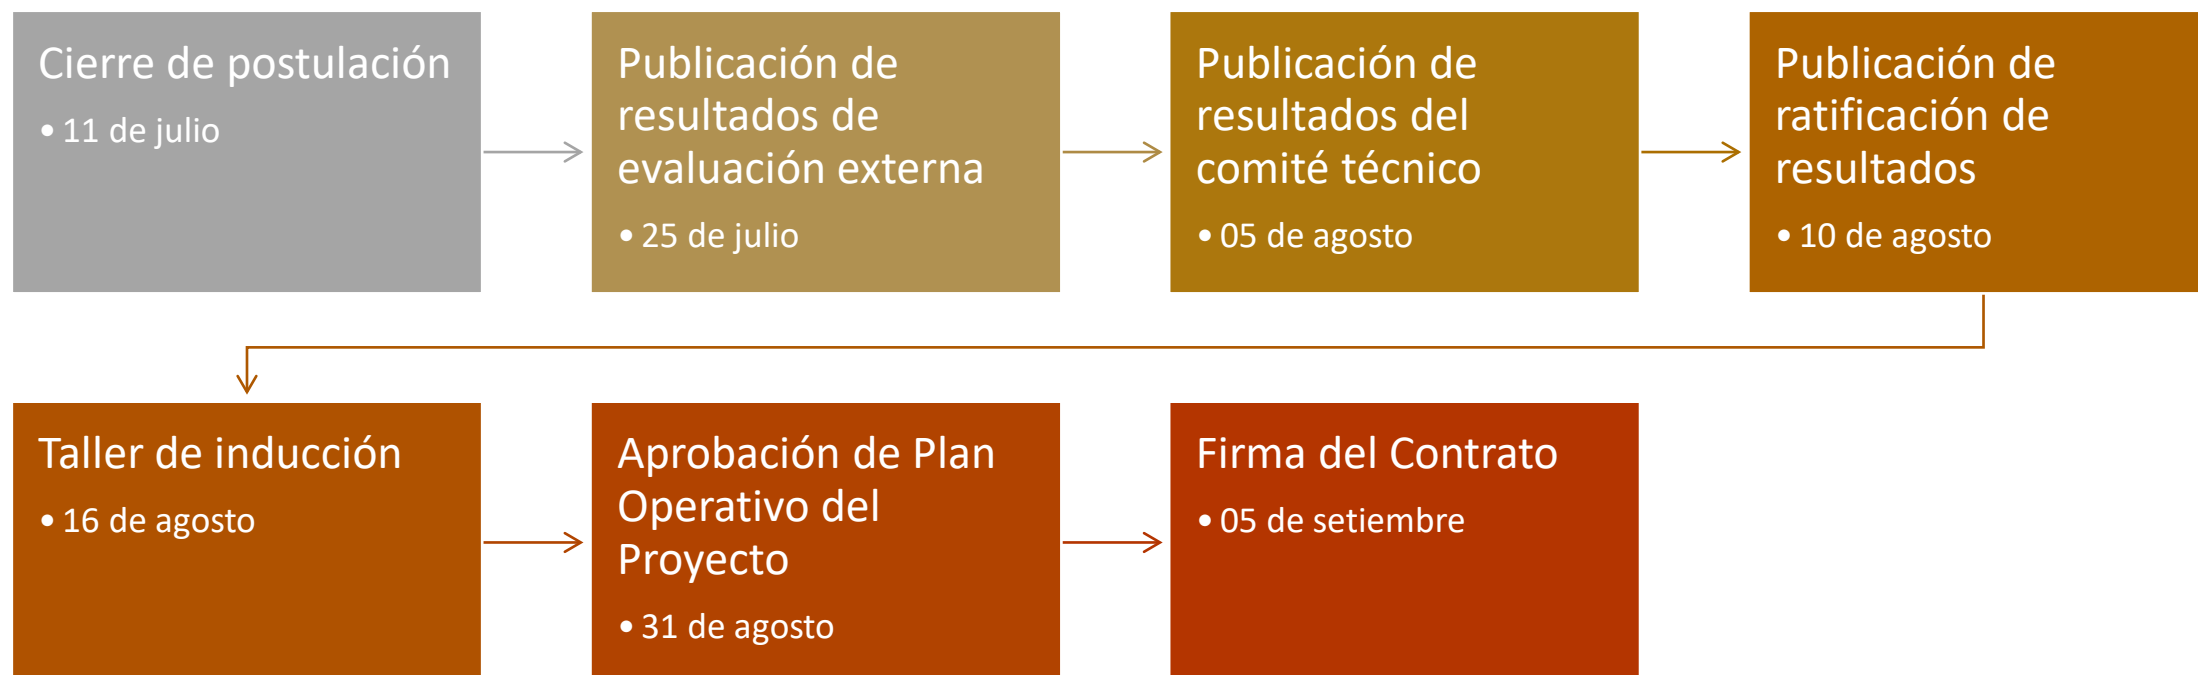 Cierre de postulación
• 11 de julio
Publicación de
resultados de
evaluación externa
• 25 de julio
Publicación de
resultados del
comité técnico
• 05 de agosto
Publicación de
ratificación de
resultados
• 10 de agosto
Taller de inducción
• 16 de agosto
Aprobación de Plan
Operativo del
Proyecto
• 31 de agosto
Firma del Contrato
• 05 de setiembre